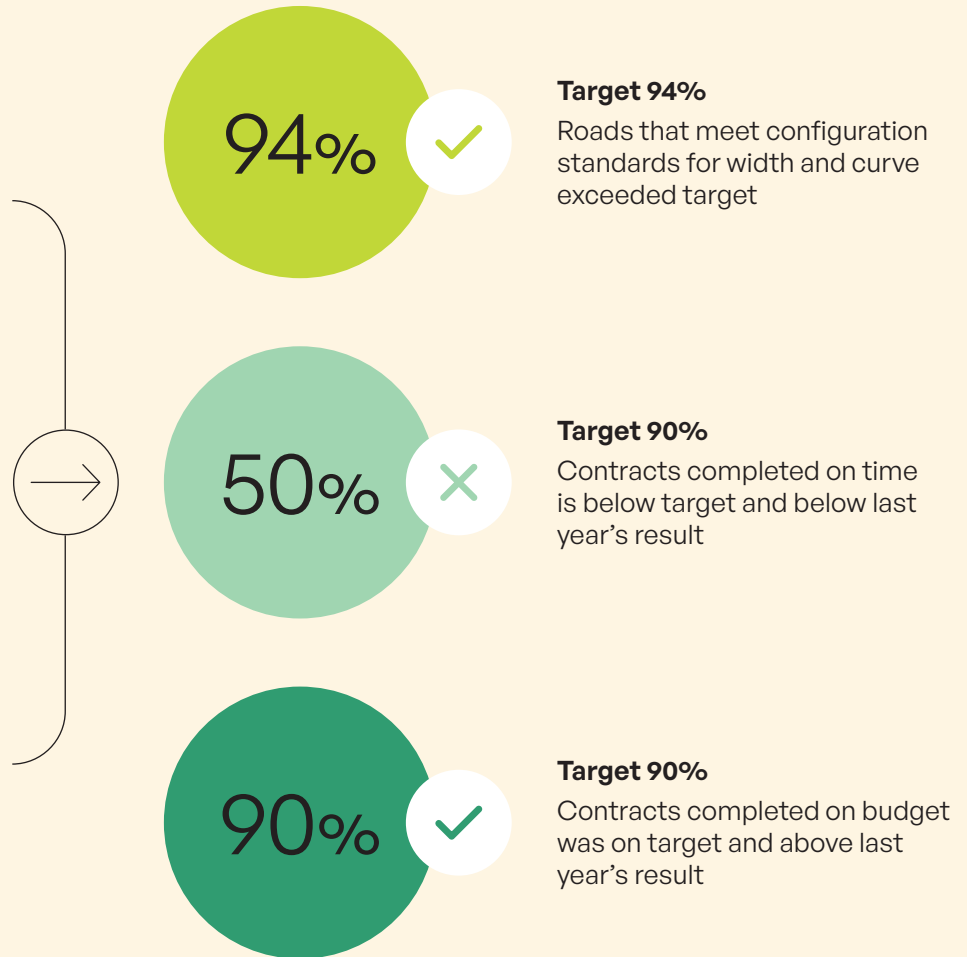 94%
Target 94%
Roads that meet configuration
standards for width and curve
exceeded target
50%
Target 90%
Contracts completed on time
is below target and below last
year’s result
90%
Target 90%
Contracts completed on budget
was on target and above last
year’s result